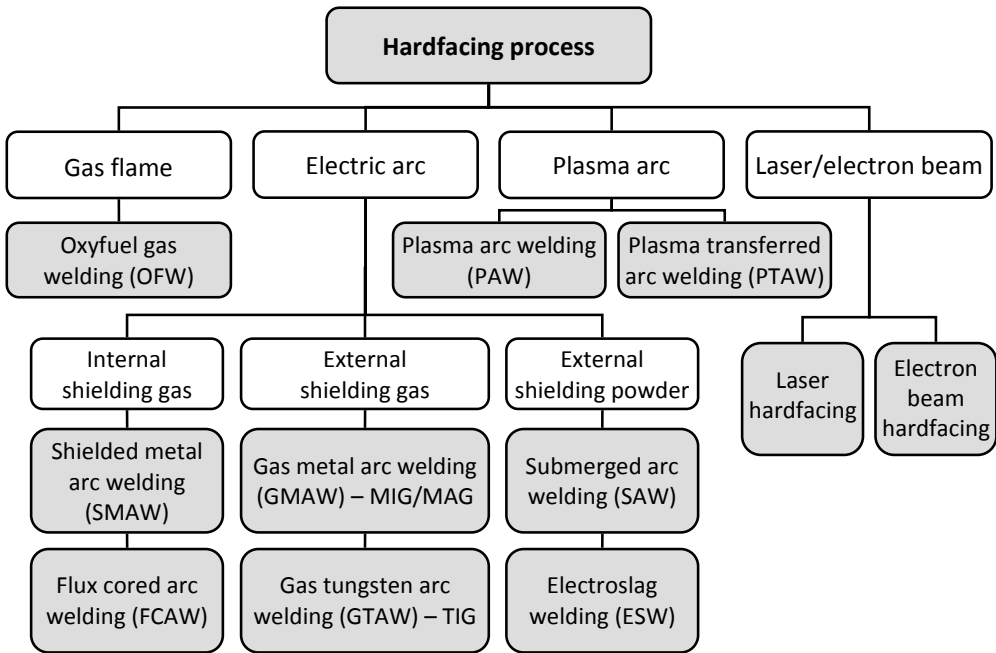 Hardfacing process
Gas flame
Electric arc
Plasma arc
Laser/electron beam
Oxyfuel gas
welding (OFW)
Plasma arc welding
(PAW)
Plasma transferred
arc welding (PTAW)
Internal
shielding gas
External
shielding gas
External
shielding powder
Laser
hardfacing
Electron
beam
hardfacing
Shielded metal
arc welding
(SMAW)
Gas metal arc welding
(GMAW) – MIG/MAG
Submerged arc
welding (SAW)
Flux cored arc
welding (FCAW)
Gas tungsten arc
welding (GTAW) – TIG
Electroslag
welding (ESW)